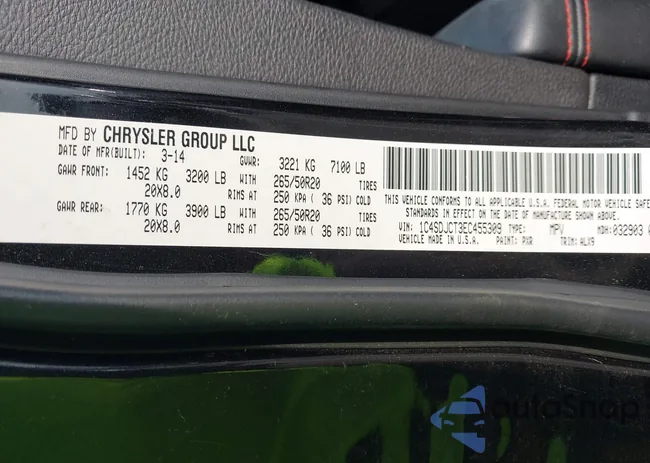 MFD BY CHRYSLER GROUP LLC
DATE OF MFR(BUILT): 3-14 GVWR: 3221 KG 7100 LB
GAWR FRONT: 1452 KG 3200 LB WITH 265/50R20 TIRES
20X8.0 RIMS AT 250 KPA ( 36 PSI) COLD
GAWR REAR: 1770 KG 3900 LB WITH 265/50R20 TIRES
20X8.0 RIMS AT 250 KPA ( 36 PSI) COLD
THIS VEHICLE CONFORMS TO ALL APPLICABLE U.S.A. FEDERAL MOTOR VEHICLE SAFE
STANDARDS IN EFFECT ON THE DATE OF MANUFACTURE SHOWN ABOVE.
VIN: 1C4SDJCT3EC455309 TYPE: MPV MDH: 032903
VEHICLE MADE IN U.S.A. PAINT: PXR TRIM: ALX9
autoSnap